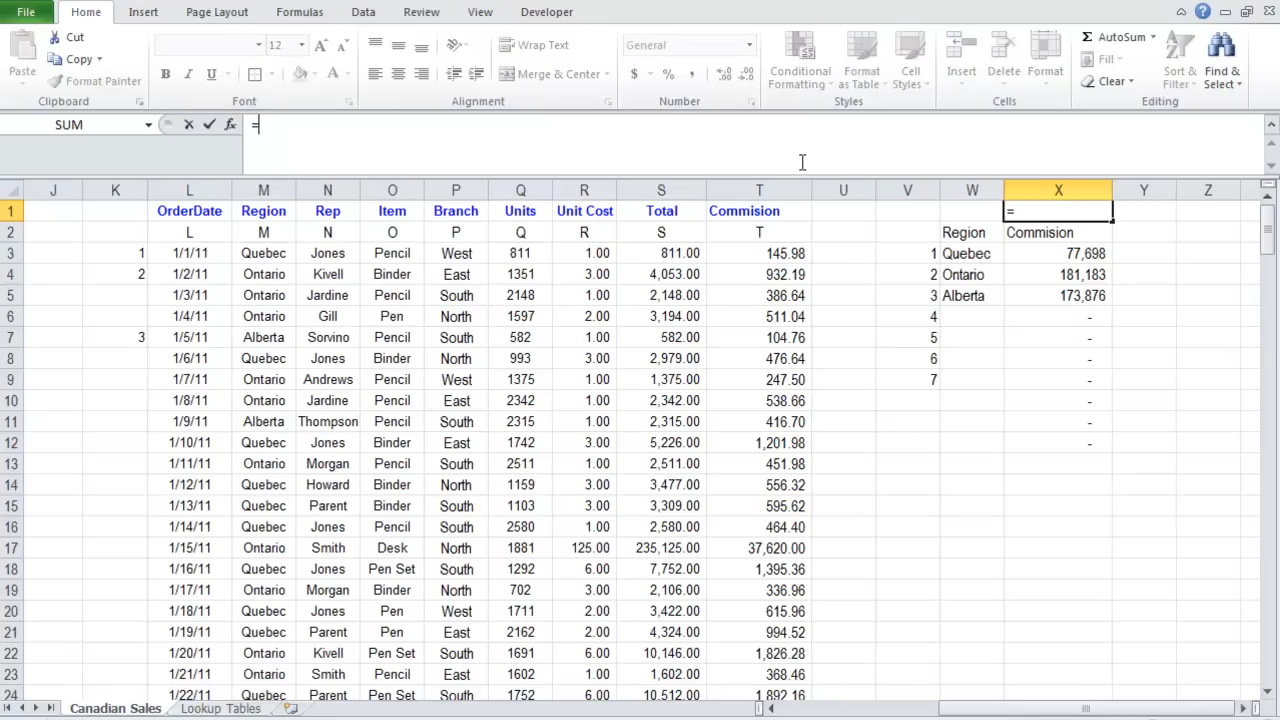 File Home Insert Page Layout Formulas Data Review View Developer
Paste Cut Copy Format Painter
12
B I U
Wrap Text
Merge & Center
General
$ % ,
Conditional Formatting Format as Table Cell Styles
Insert Delete Format
Σ AutoSum Fill Clear
Sort & Filter Find & Select
Clipboard Font Alignment Number Styles Cells Editing
SUM fx =
J K L M N O P Q R S T U V W X Y Z
1 OrderDate Region Rep Item Branch Units Unit Cost Total Commision =
2 L M N O P Q R S T Region Commision
3 1 1/1/11 Quebec Jones Pencil West 811 1.00 811.00 145.98 1 Quebec 77,698
4 2 1/2/11 Ontario Kivell Binder East 1351 3.00 4,053.00 932.19 2 Ontario 181,183
5 1/3/11 Ontario Jardine Pencil South 2148 1.00 2,148.00 386.64 3 Alberta 173,876
6 1/4/11 Ontario Gill Pen North 1597 2.00 3,194.00 511.04 4 -
7 3 1/5/11 Alberta Sorvino Pencil South 582 1.00 582.00 104.76 5 -
8 1/6/11 Quebec Jones Binder North 993 3.00 2,979.00 476.64 6 -
9 1/7/11 Ontario Andrews Pencil West 1375 1.00 1,375.00 247.50 7 -
10 1/8/11 Ontario Jardine Pencil East 2342 1.00 2,342.00 538.66 -
11 1/9/11 Alberta Thompson Pencil South 2315 1.00 2,315.00 416.70 -
12 1/10/11 Quebec Jones Binder East 1742 3.00 5,226.00 1,201.98 -
13 1/11/11 Ontario Morgan Pencil South 2511 1.00 2,511.00 451.98
14 1/12/11 Quebec Howard Binder South 1159 3.00 3,477.00 556.32
15 1/13/11 Quebec Parent Binder South 1103 3.00 3,309.00 595.62
16 1/14/11 Quebec Jones Pencil South 2580 1.00 2,580.00 464.40
17 1/15/11 Ontario Smith Desk North 1881 125.00 235,125.00 37,620.00
18 1/16/11 Quebec Jones Pen Set South 1292 6.00 7,752.00 1,395.36
19 1/17/11 Ontario Morgan Binder North 702 3.00 2,106.00 336.96
20 1/18/11 Quebec Jones Pen West 1711 2.00 3,422.00 615.96
21 1/19/11 Quebec Parent Pen East 2162 2.00 4,324.00 994.52
22 1/20/11 Ontario Kivell Pen Set South 1691 6.00 10,146.00 1,826.28
23 1/21/11 Ontario Smith Pencil East 1602 1.00 1,602.00 368.46
24 1/22/11 Quebec Parent Pen Set South 1752 6.00 10,512.00 1,892.16
Canadian Sales Lookup Tables